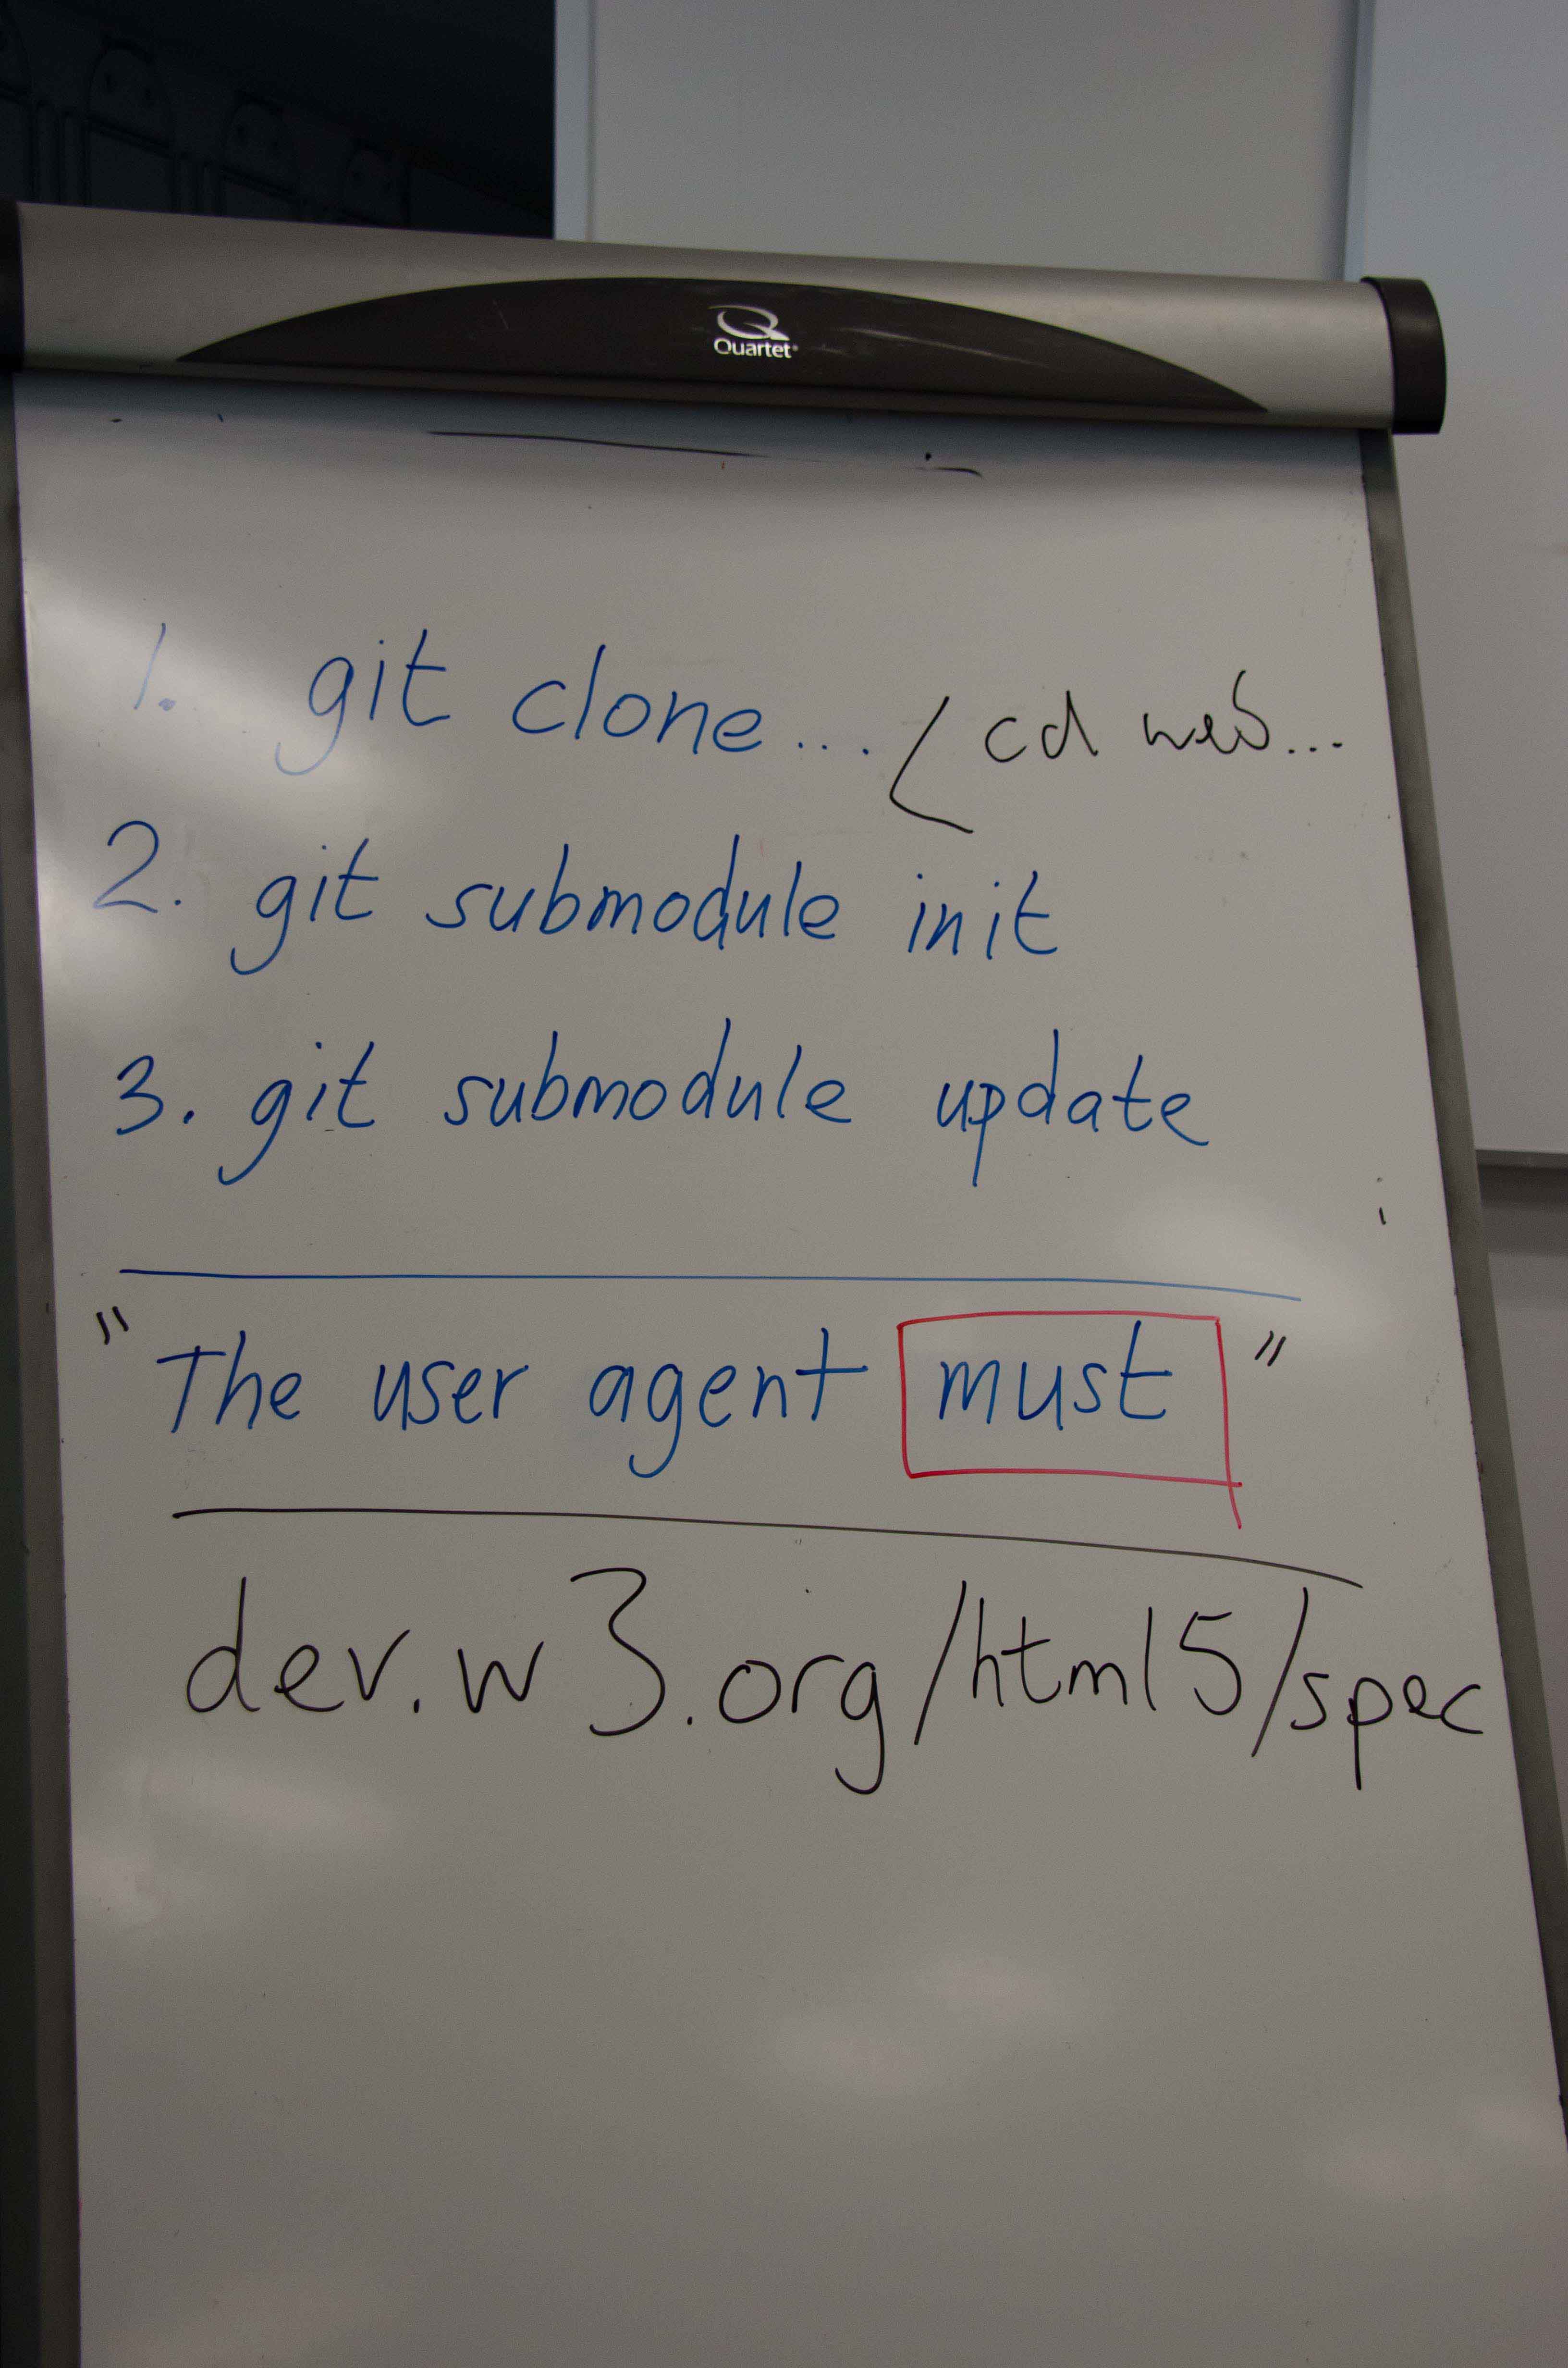 Quartet
1. git clone... cd web...
2. git submodule init
3. git submodule update
"The user agent must"
dev.w3.org/html5/spec